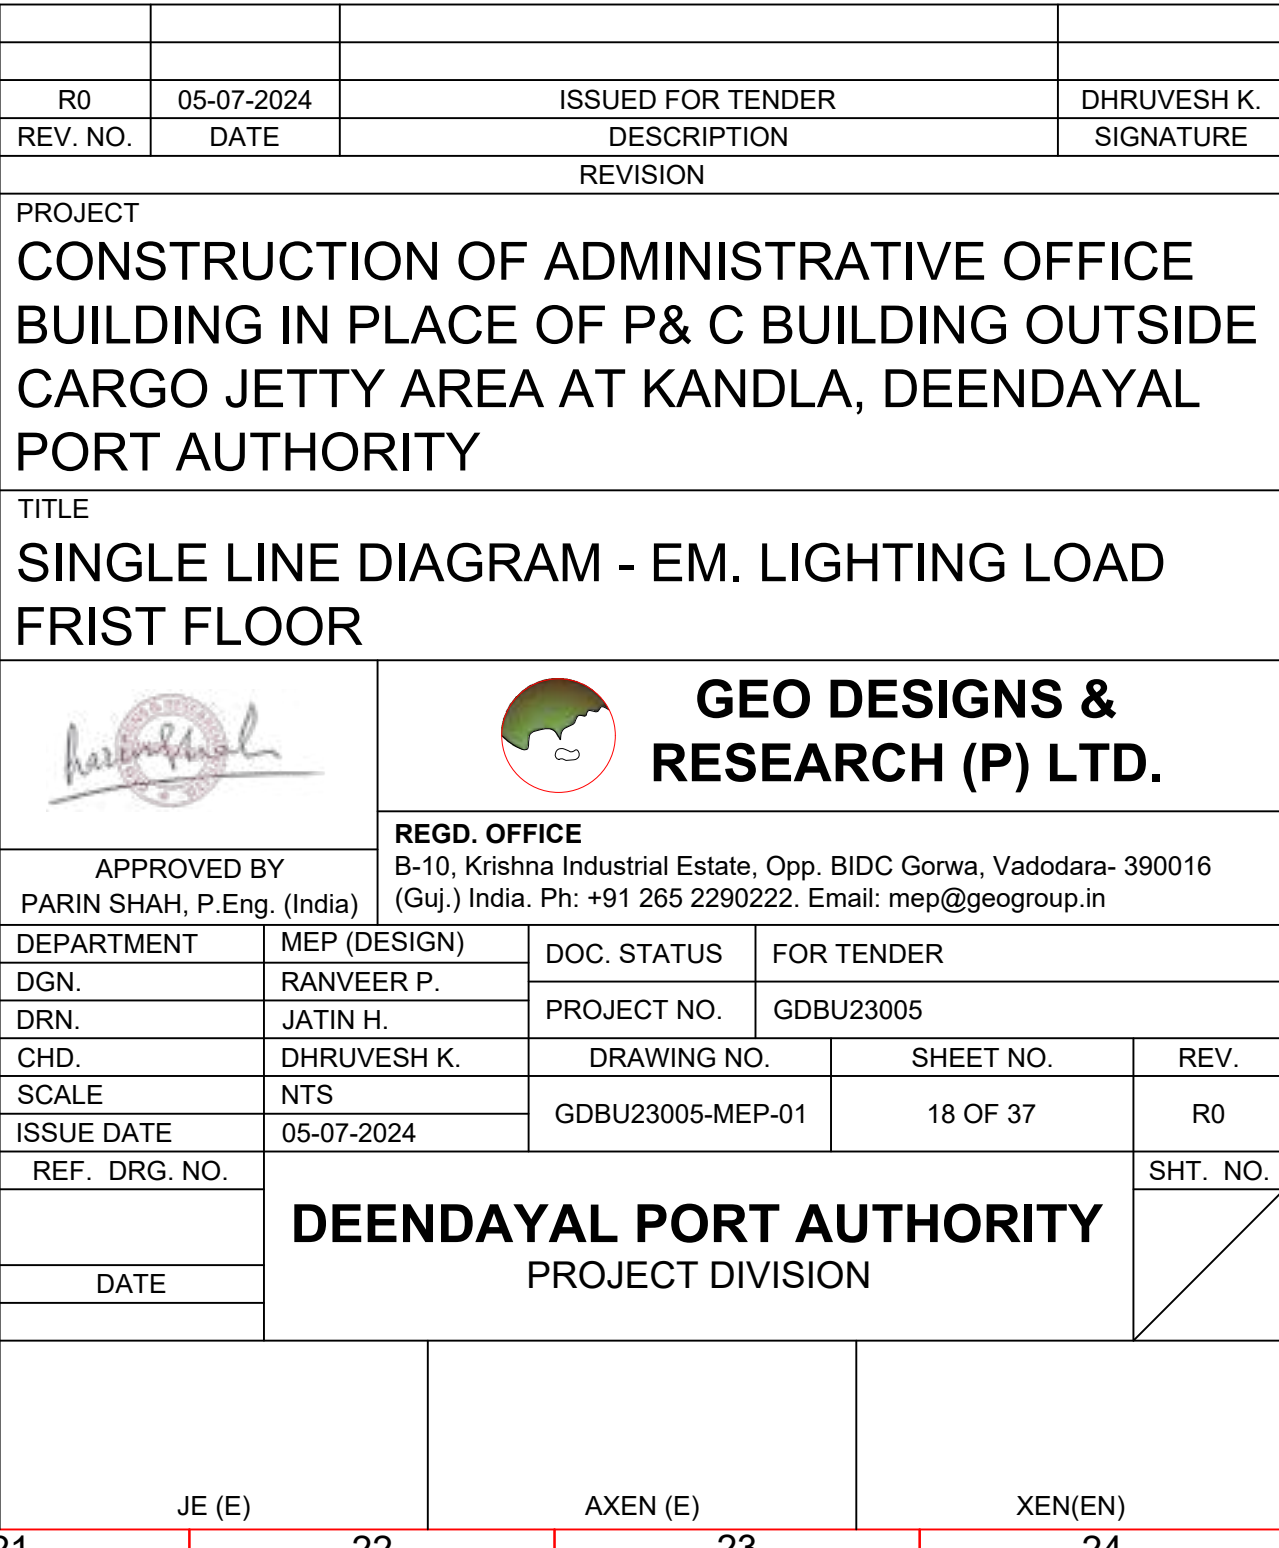 R0 05-07-2024 ISSUED FOR TENDER DHRUVESH K.
REV. NO. DATE DESCRIPTION SIGNATURE
REVISION
PROJECT
CONSTRUCTION OF ADMINISTRATIVE OFFICE
BUILDING IN PLACE OF P& C BUILDING OUTSIDE
CARGO JETTY AREA AT KANDLA, DEENDAYAL
PORT AUTHORITY
TITLE
SINGLE LINE DIAGRAM - EM. LIGHTING LOAD
FRIST FLOOR
GEO DESIGNS &
RESEARCH (P) LTD.
APPROVED BY
PARIN SHAH, P.Eng. (India)
REGD. OFFICE
B-10, Krishna Industrial Estate, Opp. BIDC Gorwa, Vadodara- 390016
(Guj.) India. Ph: +91 265 2290222. Email: mep@geogroup.in
DEPARTMENT MEP (DESIGN)
DOC. STATUS FOR TENDER
DGN. RANVEER P.
DRN. JATIN H.
PROJECT NO. GDBU23005
CHD. DHRUVESH K.
DRAWING NO. SHEET NO. REV.
SCALE NTS
GDBU23005-MEP-01 18 OF 37 R0
ISSUE DATE 05-07-2024
REF. DRG. NO.
SHT. NO.
DEENDAYAL PORT AUTHORITY
PROJECT DIVISION
DATE
JE (E) AXEN (E) XEN(EN)
21 22 23 24